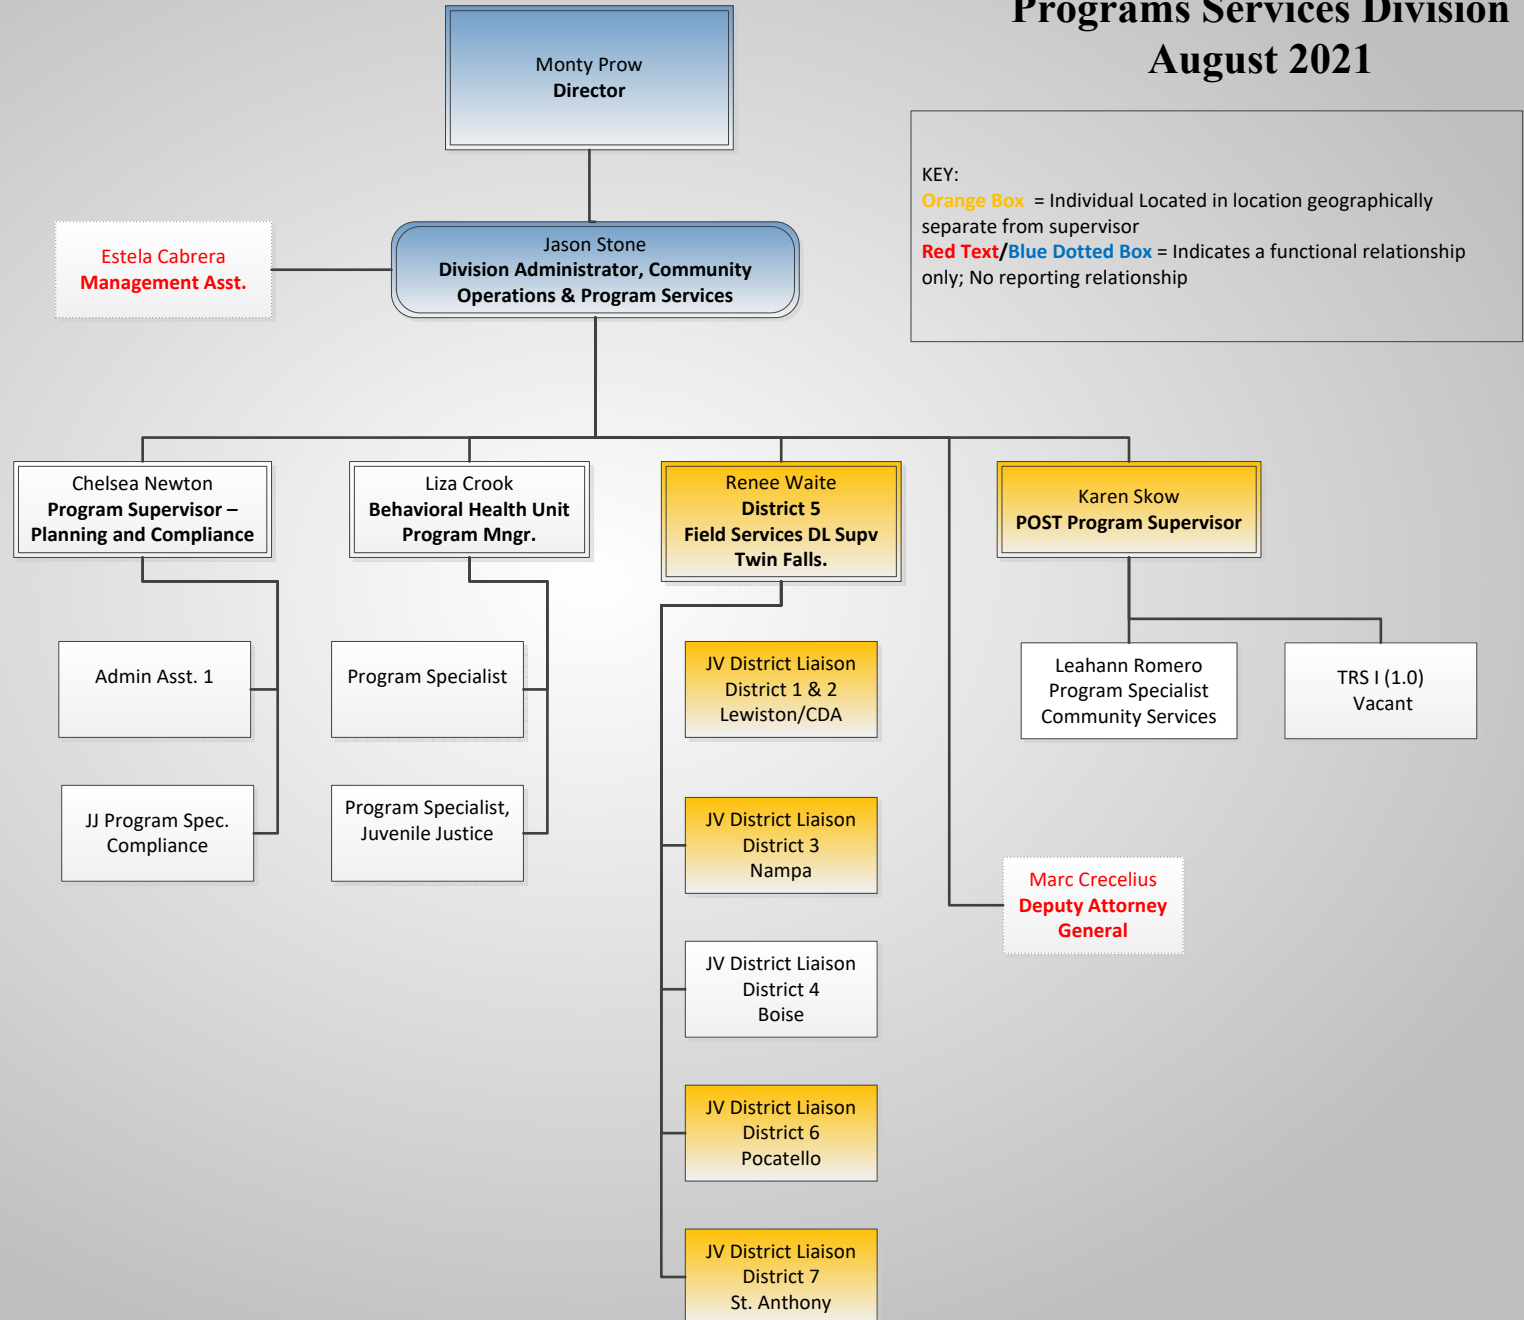 Programs Services Division
August 2021
Monty Prow
Director
KEY:
Orange Box = Individual Located in location geographically
separate from supervisor
Red Text/Blue Dotted Box = Indicates a functional relationship
only; No reporting relationship
Estela Cabrera
Management Asst.
Jason Stone
Division Administrator, Community
Operations & Program Services
Chelsea Newton
Program Supervisor –
Planning and Compliance
Liza Crook
Behavioral Health Unit
Program Mngr.
Renee Waite
District 5
Field Services DL Supv
Twin Falls.
Karen Skow
POST Program Supervisor
Admin Asst. 1
JJ Program Spec.
Compliance
Program Specialist
Program Specialist,
Juvenile Justice
JV District Liaison
District 1 & 2
Lewiston/CDA
JV District Liaison
District 3
Nampa
JV District Liaison
District 4
Boise
JV District Liaison
District 6
Pocatello
JV District Liaison
District 7
St. Anthony
Leahann Romero
Program Specialist
Community Services
TRS I (1.0)
Vacant
Marc Crecelius
Deputy Attorney
General